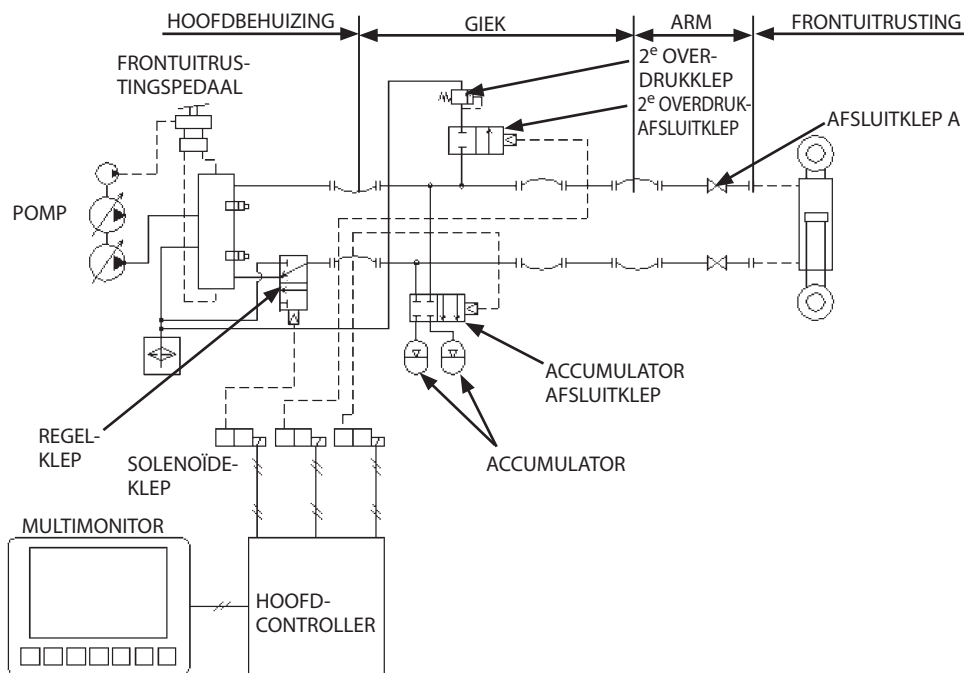 HOOFDBEHUIZING
GIEK
ARM
FRONTUITRUSTING
FRONTUITRUS-
TINGSPEDAAL
2e OVER-
DRUKKLEP
2e OVERDRUK-
AFSLUITKLEP
AFSLUITKLEP A
POMP
REGEL-
KLEP
SOLENOÏDE-
KLEP
ACCUMULATOR
AFSLUITKLEP
ACCUMULATOR
MULTIMONITOR
HOOFD-
CONTROLLER